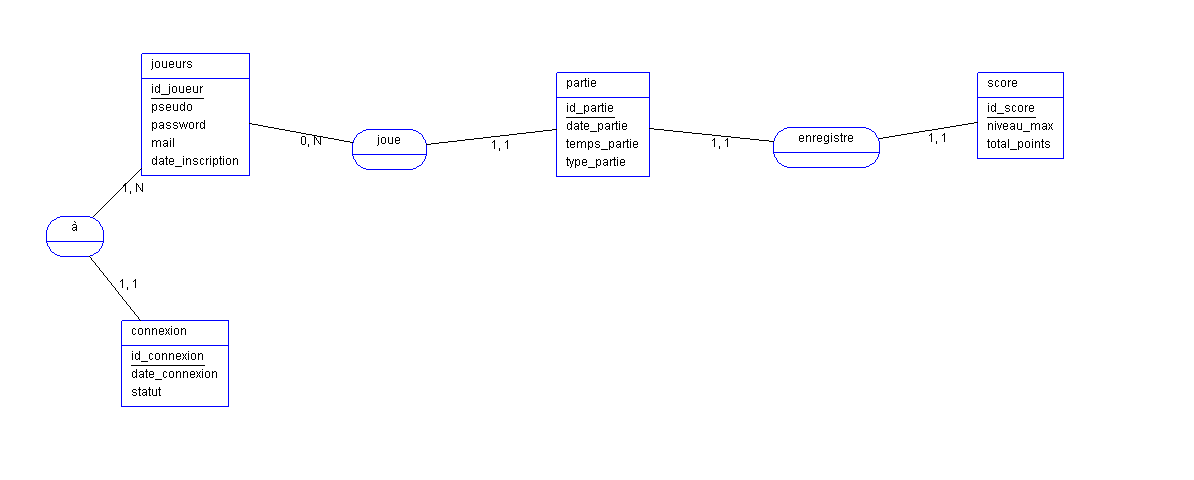 joueurs
id_joueur
pseudo
password
mail
date_inscription
0, N
joue
1, 1
partie
id_partie
date_partie
temps_partie
type_partie
1, 1
enregistre
1, 1
score
id_score
niveau_max
total_points
1, N
à
1, 1
connexion
id_connexion
date_connexion
statut